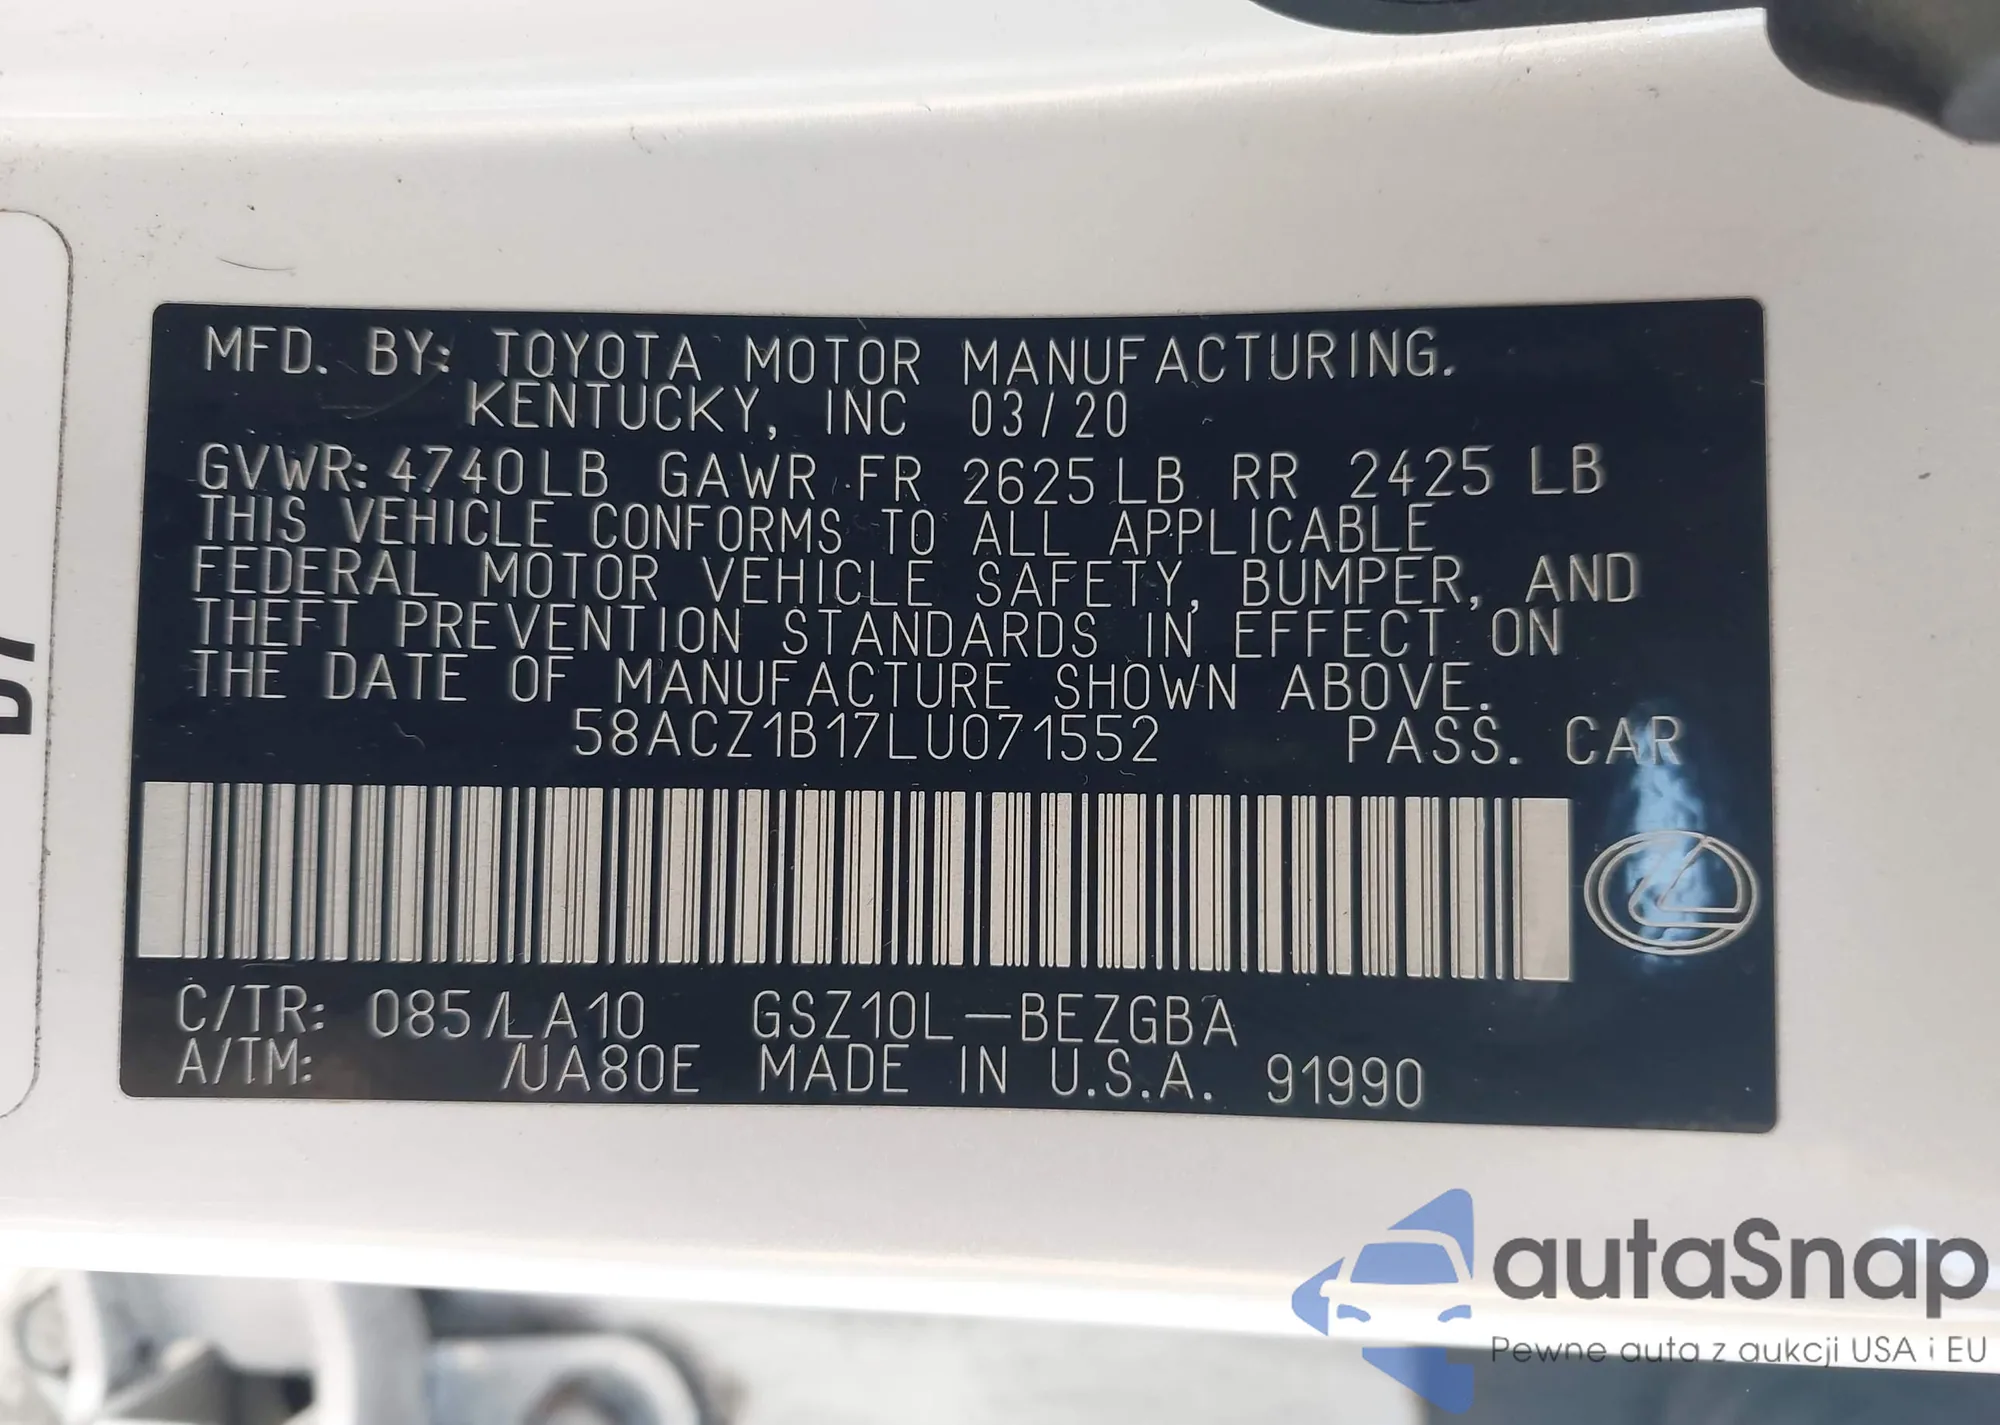 MFD. BY: TOYOTA MOTOR MANUFACTURING.
KENTUCKY, INC 03/20
GVWR: 4740LB GAWR FR 2625LB RR 2425 LB
THIS VEHICLE CONFORMS TO ALL APPLICABLE
FEDERAL MOTOR VEHICLE SAFETY, BUMPER, AND
THEFT PREVENTION STANDARDS IN EFFECT ON
THE DATE OF MANUFACTURE SHOWN ABOVE.
58ACZ1B17LU071552 PASS. CAR
C/TR: 085/LA10 GSZ10L-BEZGBA
A/TM: /UA80E MADE IN U.S.A. 91990
autaSnap
Pewne auta z aukcji USA i EU